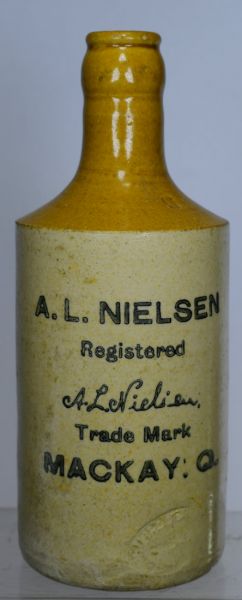 A. L. NIELSEN
Registered
A. L. Nielsen.
Trade Mark
MACKAY. Q.